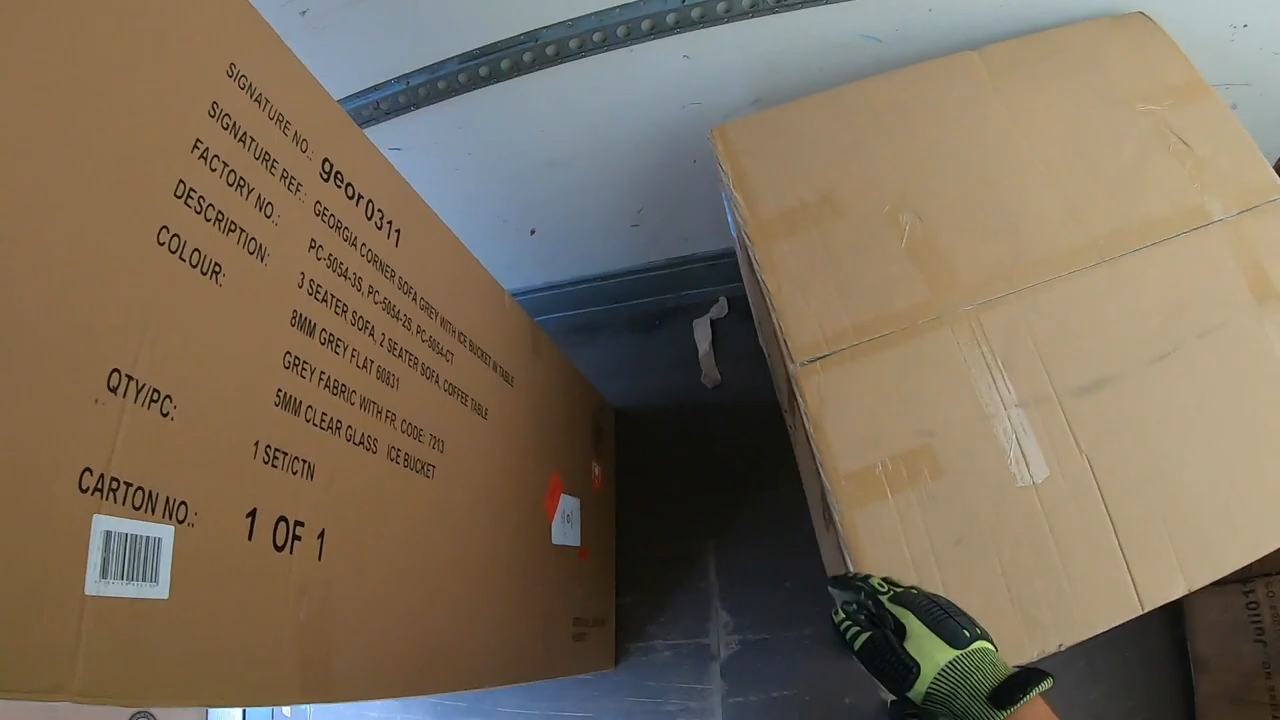 SIGNATURE NO.: geor0311
SIGNATURE REF.: GEORGIA CORNER SOFA GREY WITH ICE BUCKET IN TABLE
FACTORY NO.: PC-5054-3S, PC-5054-2S, PC-5054-CT
DESCRIPTION: 3 SEATER SOFA, 2 SEATER SOFA, COFFEE TABLE
COLOUR: 8MM GREY FLAT 60831
GREY FABRIC WITH FR. CODE: 7213
5MM CLEAR GLASS ICE BUCKET
QTY/PC: 1 SET/CTN
CARTON NO.: 1 OF 1